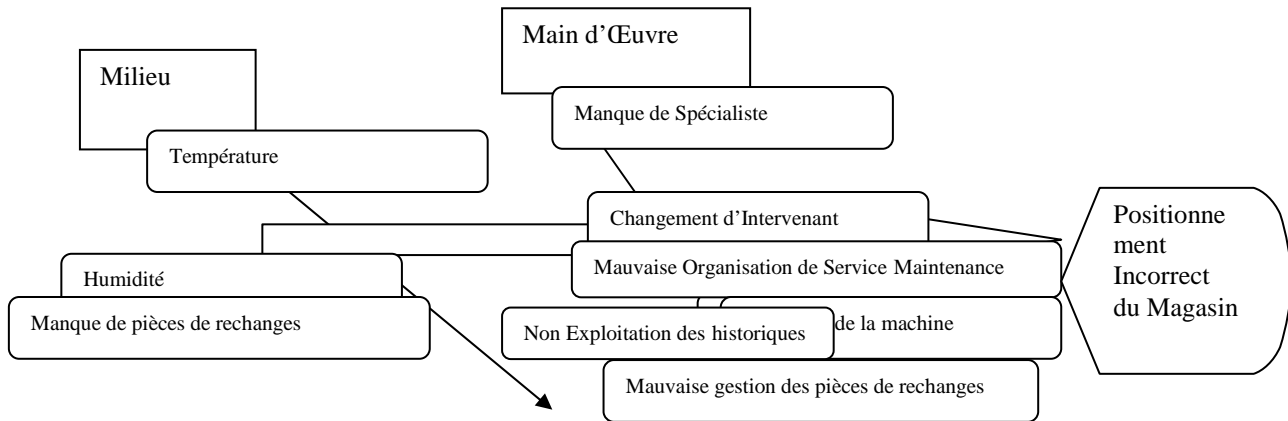 Main d’Œuvre
Milieu
Manque de Spécialiste
Température
Changement d’Intervenant
Positionne
ment
Incorrect
du Magasin
Mauvaise Organisation de Service Maintenance
Humidité
Manque de pièces de rechanges
Non Exploitation des historiques
de la machine
Mauvaise gestion des pièces de rechanges